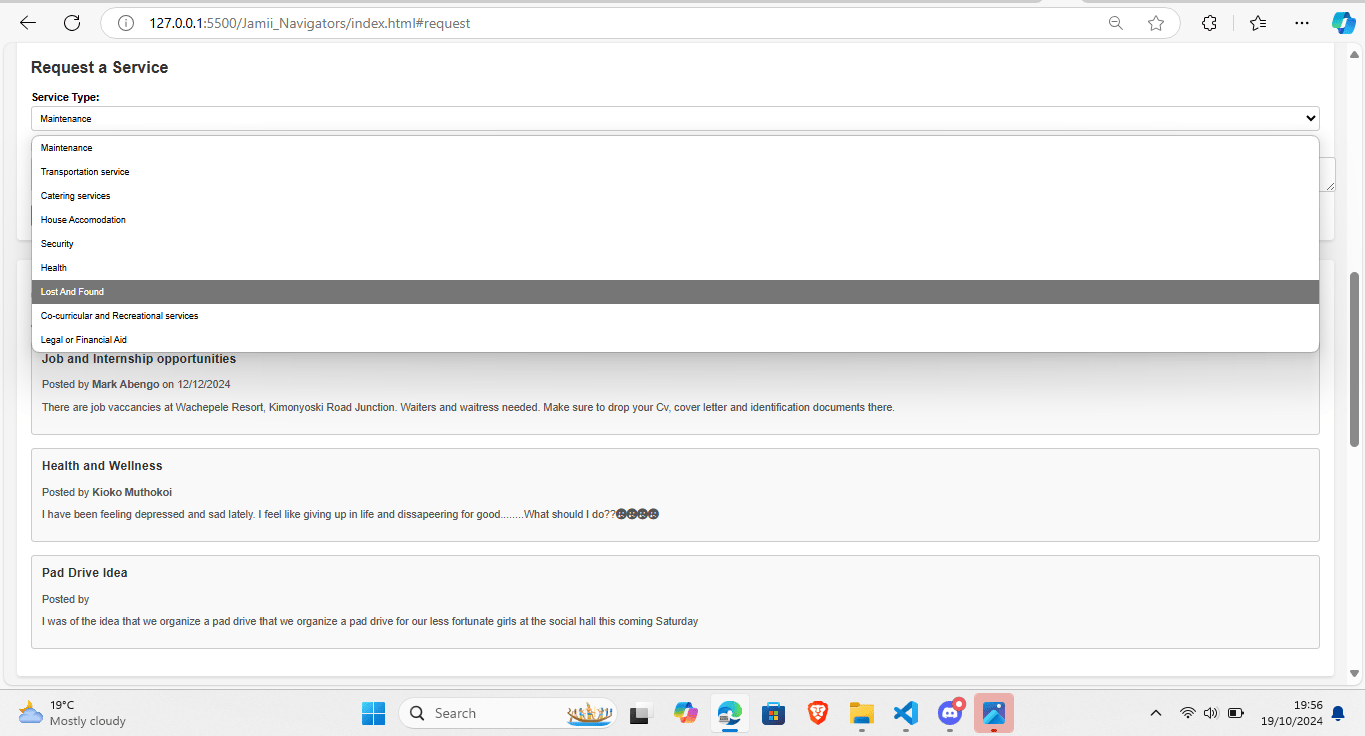 127.0.0.1:5500/Jamii_Navigators/index.html#request
Request a Service
Service Type:
Maintenance
Maintenance
Transportation service
Catering services
House Accomodation
Security
Health
Lost And Found
Co-curricular and Recreational services
Legal or Financial Aid
Job and Internship opportunities
Posted by Mark Abengo on 12/12/2024
There are job vaccancies at Wachepele Resort, Kimonyoski Road Junction. Waiters and waitress needed. Make sure to drop your Cv, cover letter and identification documents there.
Health and Wellness
Posted by Kioko Muthokoi
I have been feeling depressed and sad lately. I feel like giving up in life and dissapeering for good........What should I do??
Pad Drive Idea
Posted by
I was of the idea that we organize a pad drive that we organize a pad drive for our less fortunate girls at the social hall this coming Saturday
19°C
Mostly cloudy
Search
19:56
19/10/2024